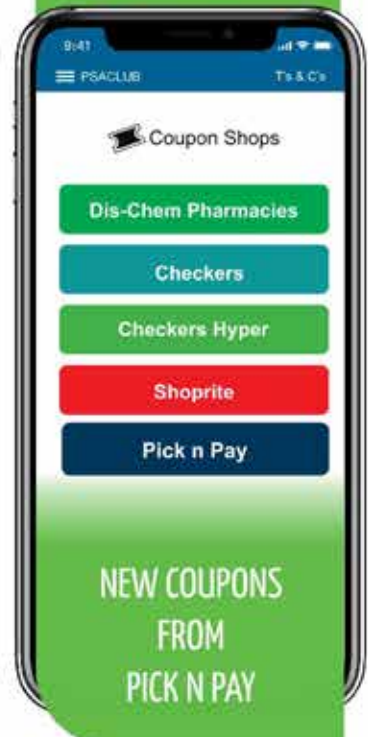 9:41
PSACLUB T's & C's
Coupon Shops
Dis-Chem Pharmacies
Checkers
Checkers Hyper
Shoprite
Pick n Pay
NEW COUPONS
FROM
PICK N PAY